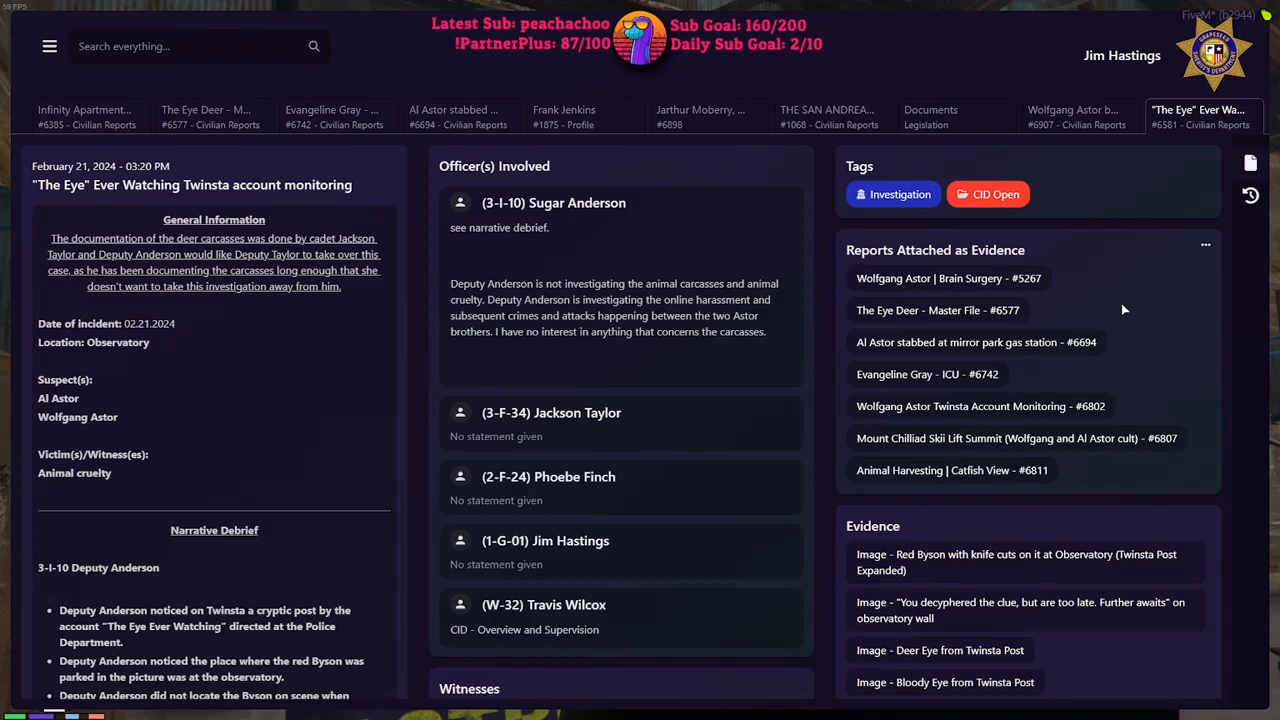 59 FPS
FiveM* (b2944)
Latest Sub: peachachoo
!PartnerPlus: 87/100
Sub Goal: 160/200
Daily Sub Goal: 2/10
Search everything...
Jim Hastings
Infinity Apartment...
#6385 - Civilian Reports
The Eye Deer - M...
#6577 - Civilian Reports
Evangeline Gray - ...
#6742 - Civilian Reports
Al Astor stabbed ...
#6694 - Civilian Reports
Frank Jenkins
#1875 - Profile
Jarthur Moberry, ...
#6898
THE SAN ANDREA...
#1068 - Civilian Reports
Documents
Legislation
Wolfgang Astor b...
#6907 - Civilian Reports
"The Eye" Ever Wa...
#6581 - Civilian Reports
February 21, 2024 - 03:20 PM
"The Eye" Ever Watching Twinsta account monitoring
General Information
The documentation of the deer carcasses was done by cadet Jackson
Taylor and Deputy Anderson would like Deputy Taylor to take over this
case, as he has been documenting the carcasses long enough that she
doesn't want to take this investigation away from him.
Date of incident: 02.21.2024
Location: Observatory
Suspect(s):
Al Astor
Wolfgang Astor
Victim(s)/Witness(es):
Animal cruelty
Narrative Debrief
3-I-10 Deputy Anderson
• Deputy Anderson noticed on Twinsta a cryptic post by the
account "The Eye Ever Watching" directed at the Police
Department.
• Deputy Anderson noticed the place where the red Byson was
parked in the picture was at the observatory.
• Deputy Anderson did not locate the Byson on scene when
Officer(s) Involved
(3-I-10) Sugar Anderson
see narrative debrief.
Deputy Anderson is not investigating the animal carcasses and animal
cruelty. Deputy Anderson is investigating the online harassment and
subsequent crimes and attacks happening between the two Astor
brothers. I have no interest in anything that concerns the carcasses.
(3-F-34) Jackson Taylor
No statement given
(2-F-24) Phoebe Finch
No statement given
(1-G-01) Jim Hastings
No statement given
(W-32) Travis Wilcox
CID - Overview and Supervision
Witnesses
Tags
Investigation
CID Open
Reports Attached as Evidence
Wolfgang Astor | Brain Surgery - #5267
The Eye Deer - Master File - #6577
Al Astor stabbed at mirror park gas station - #6694
Evangeline Gray - ICU - #6742
Wolfgang Astor Twinsta Account Monitoring - #6802
Mount Chilliad Skii Lift Summit (Wolfgang and Al Astor cult) - #6807
Animal Harvesting | Catfish View - #6811
Evidence
Image - Red Byson with knife cuts on it at Observatory (Twinsta Post
Expanded)
Image - "You decyphered the clue, but are too late. Further awaits" on
observatory wall
Image - Deer Eye from Twinsta Post
Image - Bloody Eye from Twinsta Post